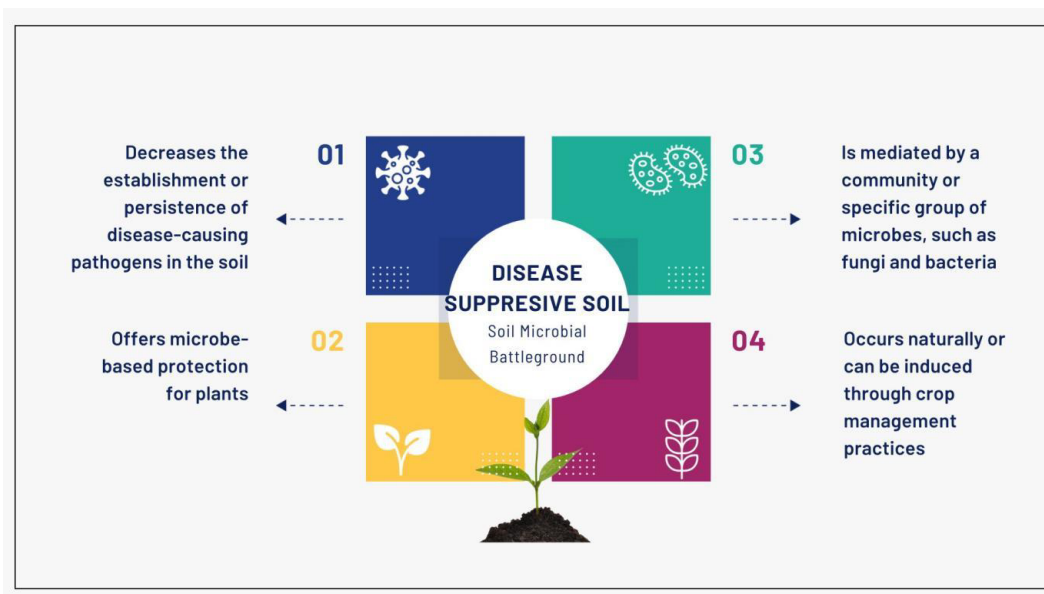 01
Decreases the
establishment or
persistence of
disease-causing
pathogens in the soil
02
Offers microbe-
based protection
for plants
DISEASE
SUPPRESIVE SOIL
Soil Microbial
Battleground
03
Is mediated by a
community or
specific group of
microbes, such as
fungi and bacteria
04
Occurs naturally or
can be induced
through crop
management
practices